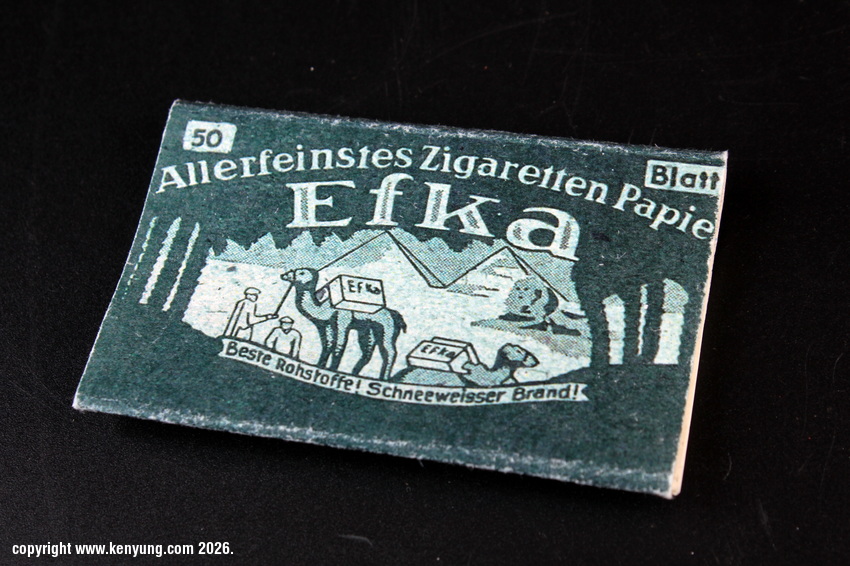 50
Blatt
Allerfeinstes Zigaretten Papie
Efka
Efka
Efka
Beste Rohstoffe! Schneeweisser Brand!
copyright www.kenyung.com 2026.